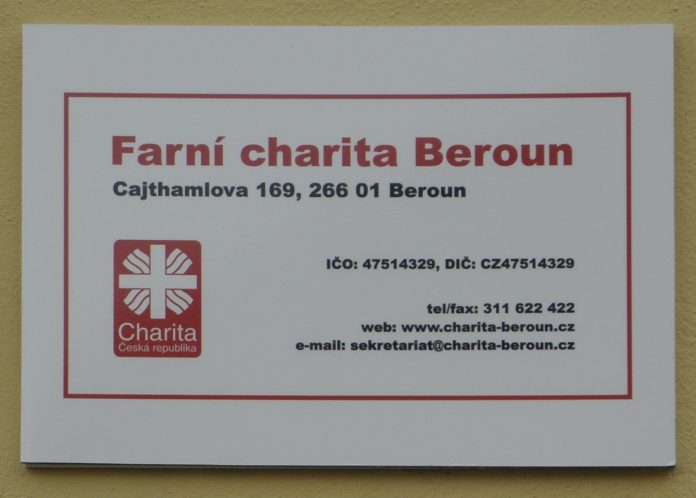 Farní charita Beroun
Cajthamlova 169, 266 01 Beroun
IČO: 47514329, DIČ: CZ47514329
tel/fax: 311 622 422
web: www.charita-beroun.cz
e-mail: sekretariat@charita-beroun.cz
Charita
Česká republika